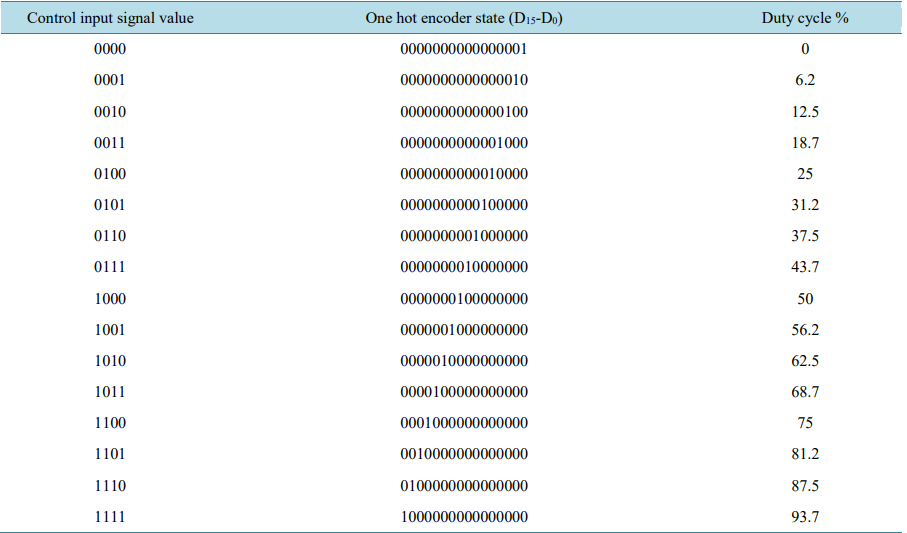 Control input signal value One hot encoder state (D15-D0) Duty cycle %
0000 0000000000000001 0
0001 0000000000000010 6.2
0010 0000000000000100 12.5
0011 0000000000001000 18.7
0100 0000000000010000 25
0101 0000000000100000 31.2
0110 0000000001000000 37.5
0111 0000000010000000 43.7
1000 0000000100000000 50
1001 0000001000000000 56.2
1010 0000010000000000 62.5
1011 0000100000000000 68.7
1100 0001000000000000 75
1101 0010000000000000 81.2
1110 0100000000000000 87.5
1111 1000000000000000 93.7